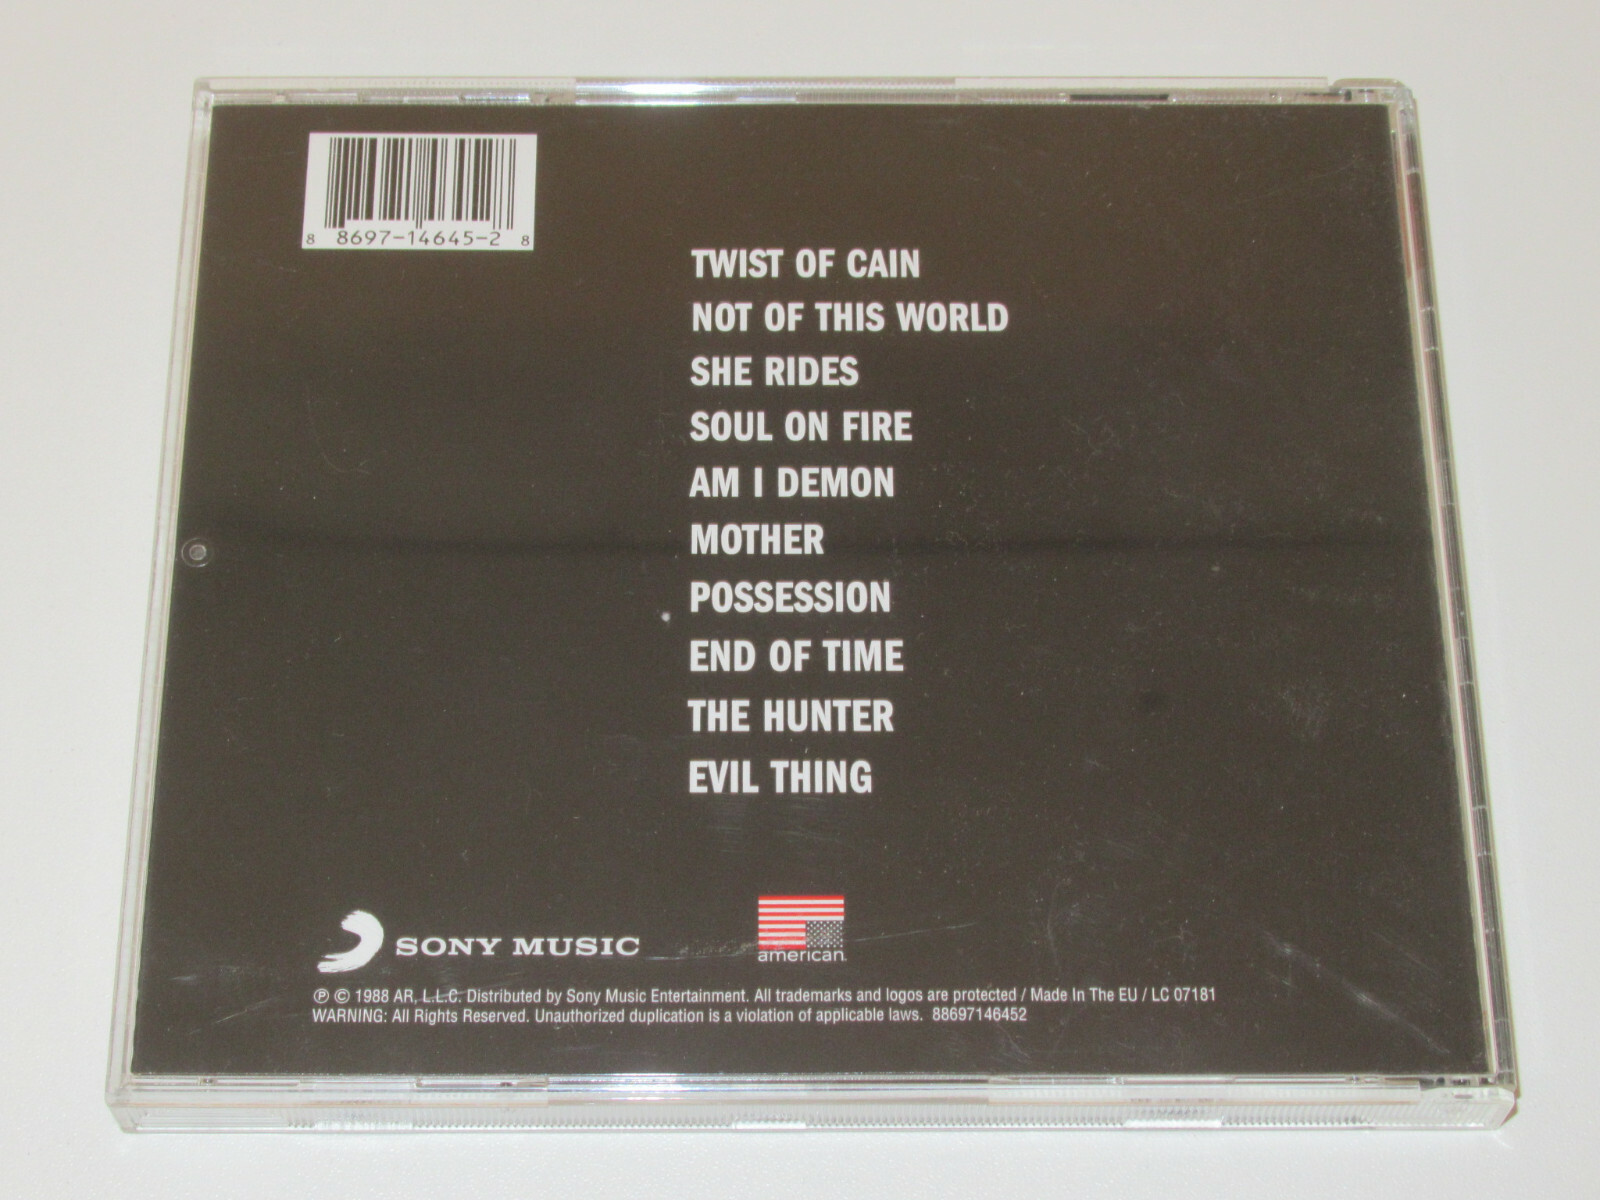 8 8697-14645-2 8
TWIST OF CAIN
NOT OF THIS WORLD
SHE RIDES
SOUL ON FIRE
AM I DEMON
MOTHER
POSSESSION
END OF TIME
THE HUNTER
EVIL THING
SONY MUSIC
american
℗ © 1988 AR, L.L.C. Distributed by Sony Music Entertainment. All trademarks and logos are protected / Made In The EU / LC 07181
WARNING: All Rights Reserved. Unauthorized duplication is a violation of applicable laws. 88697146452